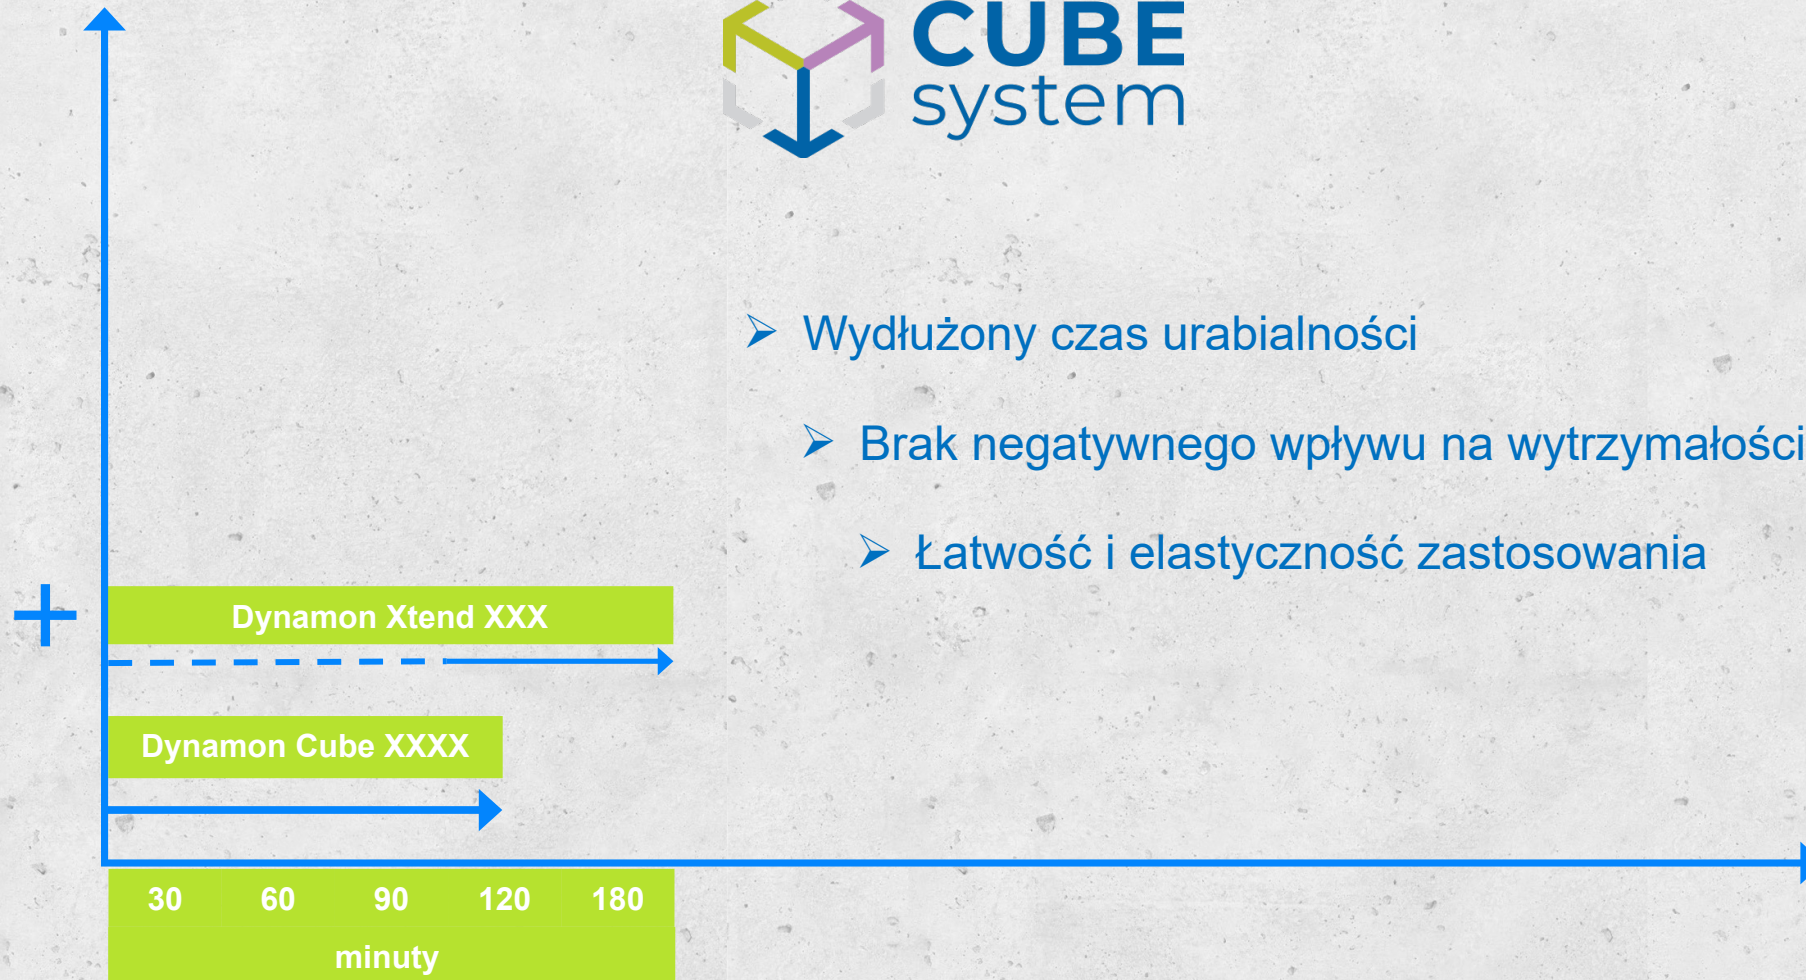 CUBE
system
Wydłużony czas urabialności
Brak negatywnego wpływu na wytrzymałości
Łatwość i elastyczność zastosowania
+
Dynamon Xtend XXX
Dynamon Cube XXXX
30 60 90 120 180
minuty